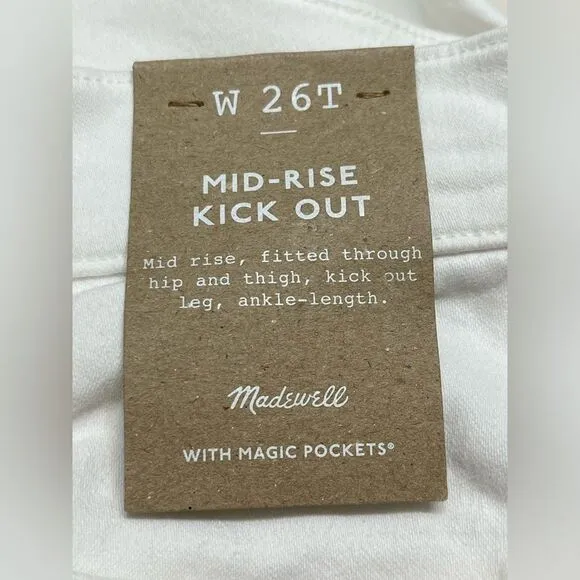 W 26T
MID-RISE
KICK OUT
Mid rise, fitted through
hip and thigh, kick out
leg, ankle-length.
Madewell
WITH MAGIC POCKETS®